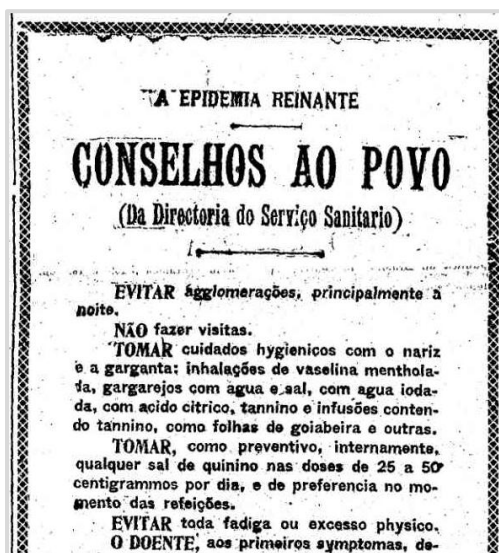 A EPIDEMIA REINANTE
CONSELHOS AO POVO
(Da Directoria do Serviço Sanitario)
EVITAR agglomerações, principalmente á
noite.
NÃO fazer visitas.
TOMAR cuidados hygienicos com o nariz
e a garganta: inhalações de vaselina menthola-
da, gargarejos com agua e sal, com agua ioda-
da, com acido citrico, tannino e infusões conten-
do tannino, como folhas de goiabeira e outras.
TOMAR, como preventivo, internamente,
qualquer sal de quinino nas doses de 25 a 50
centigrammos por dia, e de preferencia no mo-
mento das refeições.
EVITAR toda fadiga ou excesso physico.
O DOENTE, aos primeiros symptomas, de-